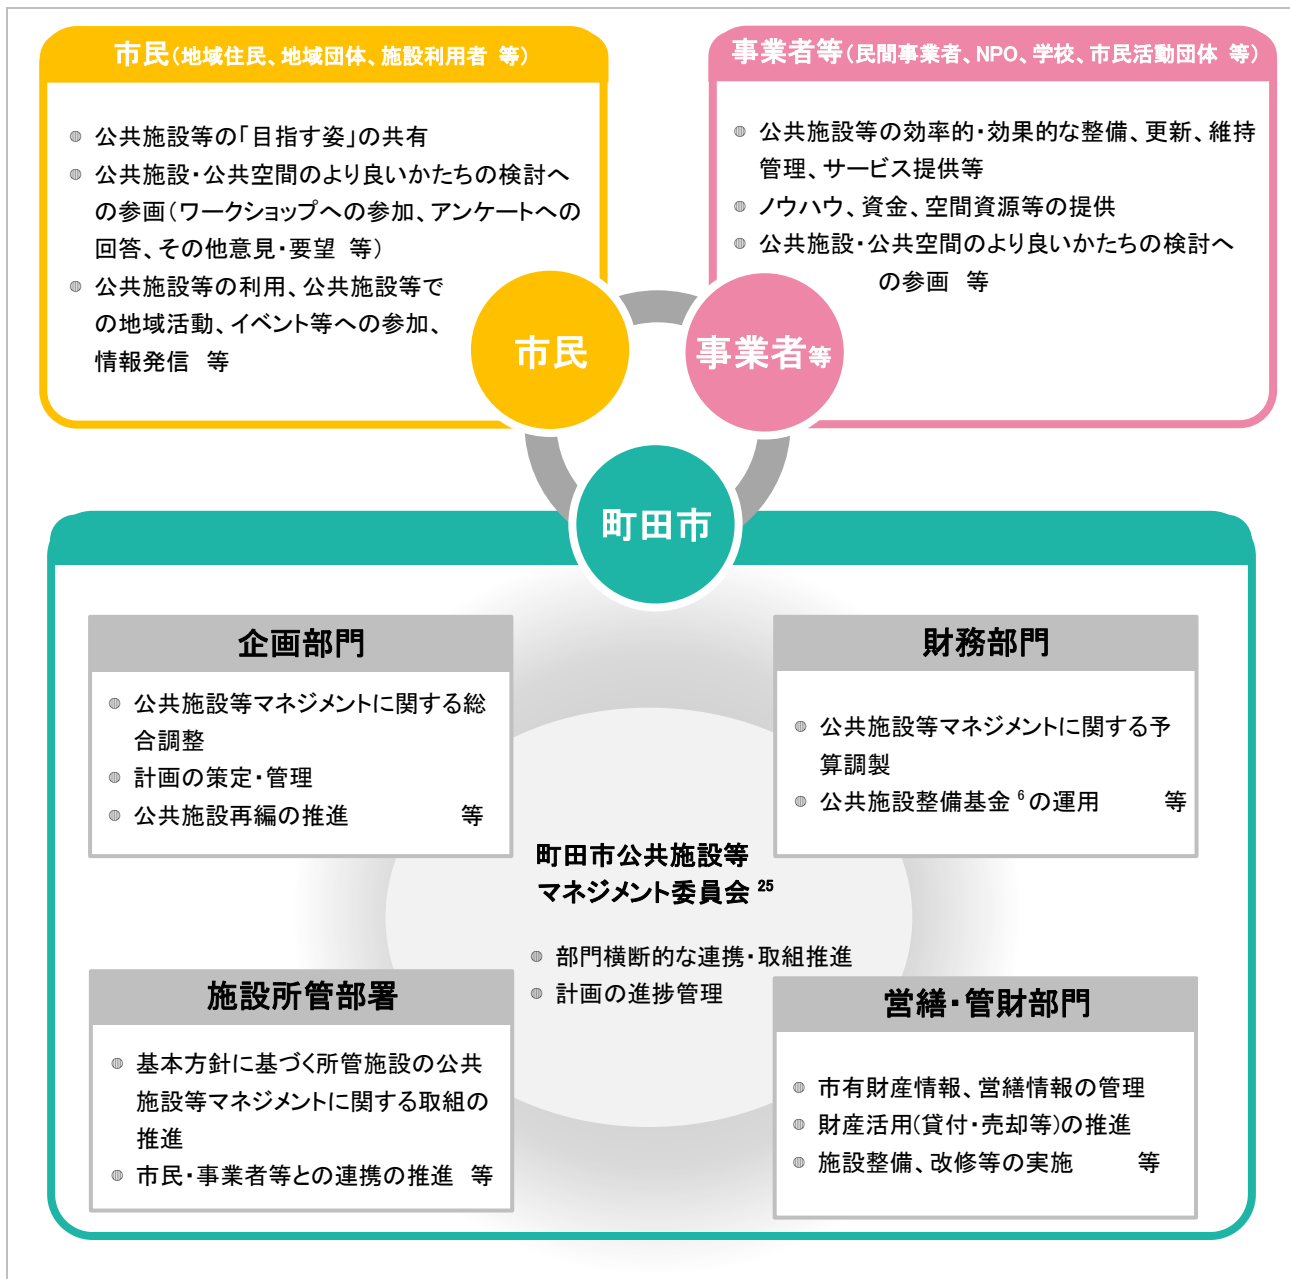 市民(地域住民、地域団体、施設利用者 等)
公共施設等の「目指す姿」の共有
公共施設・公共空間のより良いかたちの検討へ
の参画(ワークショップへの参加、アンケートへの
回答、その他意見・要望 等)
公共施設等の利用、公共施設等で
の地域活動、イベント等への参加、
情報発信 等
事業者等(民間事業者、NPO、学校、市民活動団体 等)
公共施設等の効率的・効果的な整備、更新、維持
管理、サービス提供等
ノウハウ、資金、空間資源等の提供
公共施設・公共空間のより良いかたちの検討へ
の参画 等
市民
事業者等
町田市
企画部門
公共施設等マネジメントに関する総
合調整
計画の策定・管理
公共施設再編の推進 等
財務部門
公共施設等マネジメントに関する予
算調製
公共施設整備基金6の運用 等
町田市公共施設等
マネジメント委員会25
部門横断的な連携・取組推進
計画の進捗管理
施設所管部署
基本方針に基づく所管施設の公共
施設等マネジメントに関する取組の
推進
市民・事業者等との連携の推進 等
営繕・管財部門
市有財産情報、営繕情報の管理
財産活用(貸付・売却等)の推進
施設整備、改修等の実施 等